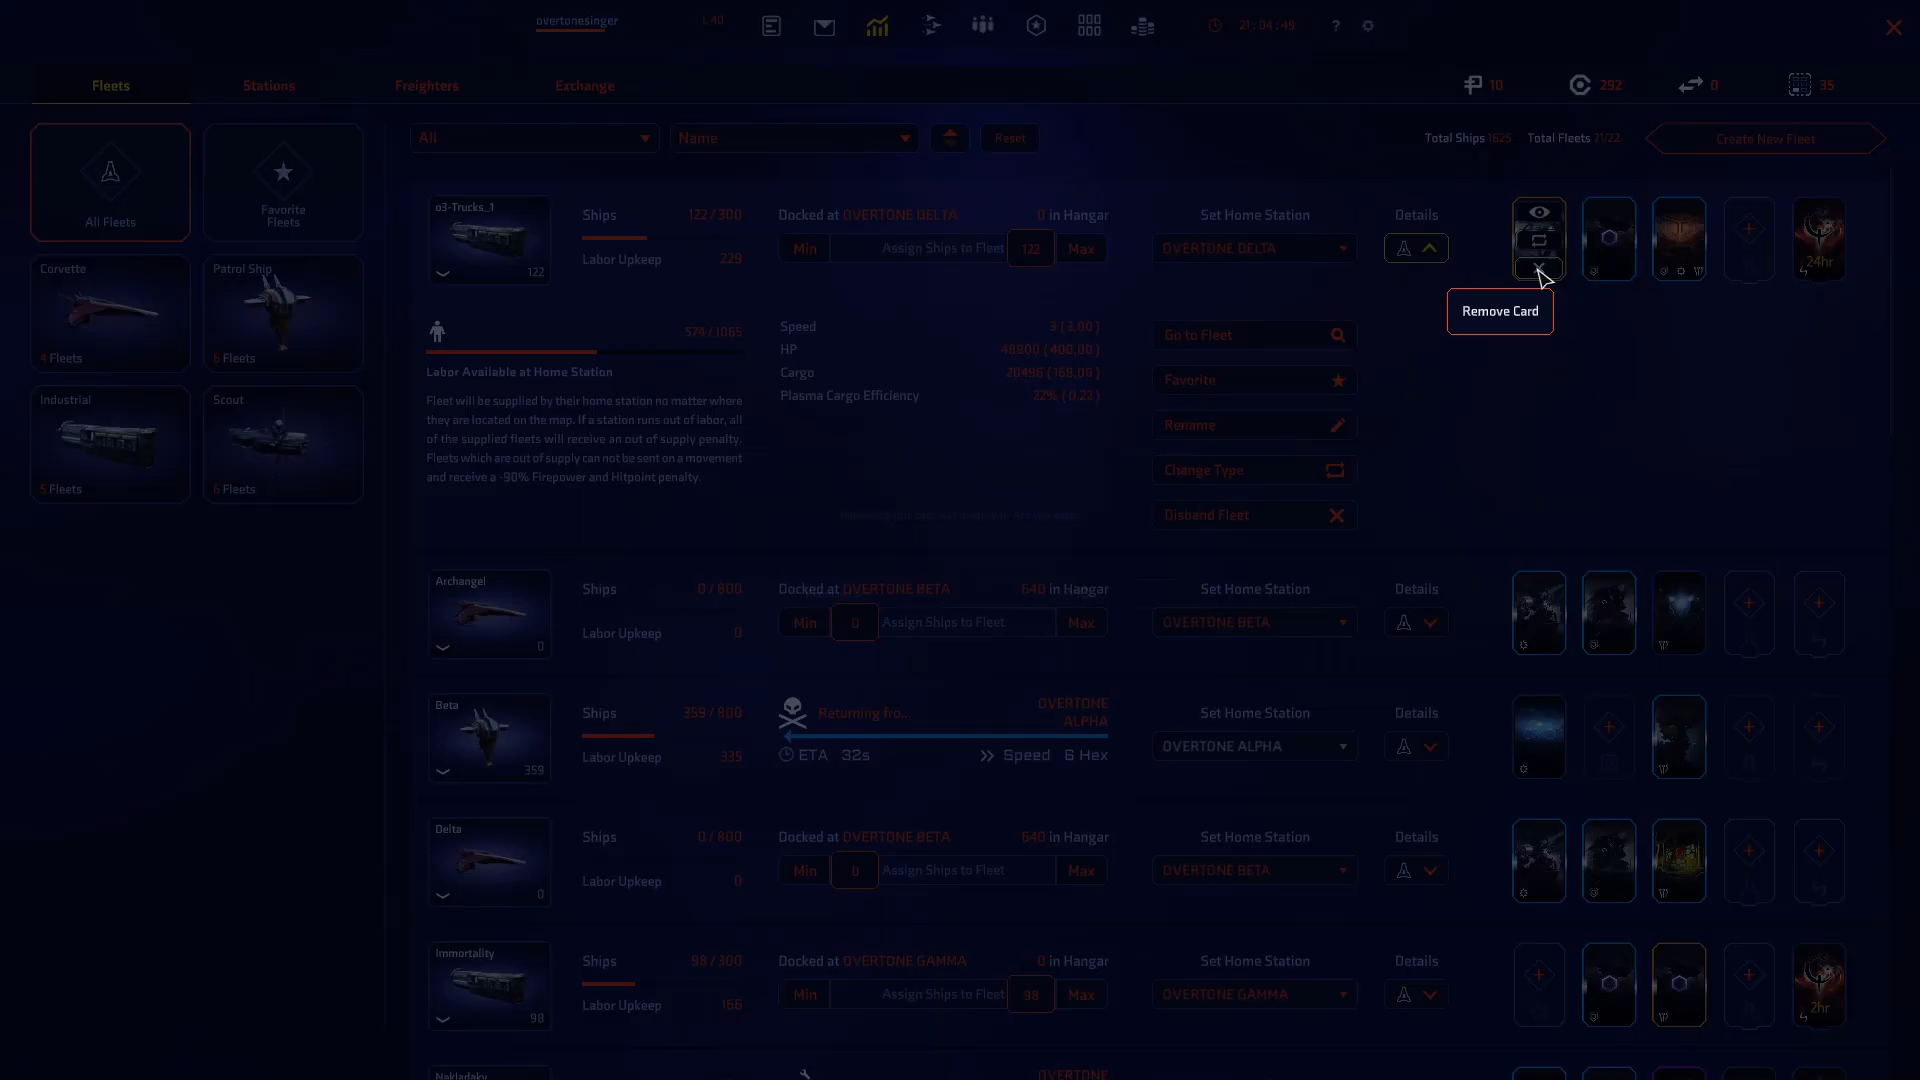 overtonesinger
L 40
21 : 04 : 49
?
Fleets
Stations
Freighters
Exchange
10
292
0
35
All Fleets
Favorite
Fleets
Corvette
4 Fleets
Patrol Ship
6 Fleets
Industrial
5 Fleets
Scout
6 Fleets
All
Name
Reset
Total Ships 1625
Total Fleets 21/22
Create New Fleet
o3-Trucks_1
122
Ships 122 / 300
Labor Upkeep 229
Docked at OVERTONE DELTA
0 in Hangar
Min
Assign Ships to Fleet
122
Max
Set Home Station
OVERTONE DELTA
Details
24hr
Remove Card
574 / 1065
Labor Available at Home Station
Fleet will be supplied by their home station no matter where
they are located on the map. If a station runs out of labor, all
of the supplied fleets will receive an out of supply penalty.
Fleets which are out of supply can not be sent on a movement
and receive a -90% Firepower and Hitpoint penalty.
Speed 3 ( 3,00 )
HP 48800 ( 400,00 )
Cargo 20496 ( 168,00 )
Plasma Cargo Efficiency 22% ( 0,22 )
Go to Fleet
Favorite
Rename
Change Type
Disband Fleet
Archangel
0
Ships 0 / 800
Labor Upkeep 0
Docked at OVERTONE BETA
640 in Hangar
Min
0
Assign Ships to Fleet
Max
Set Home Station
OVERTONE BETA
Details
Beta
359
Ships 359 / 800
Labor Upkeep 335
Returning fro...
OVERTONE
ALPHA
ETA 32s
Speed 6 Hex
Set Home Station
OVERTONE ALPHA
Details
Delta
0
Ships 0 / 800
Labor Upkeep 0
Docked at OVERTONE BETA
640 in Hangar
Min
0
Assign Ships to Fleet
Max
Set Home Station
OVERTONE BETA
Details
Immortality
98
Ships 98 / 300
Labor Upkeep 166
Docked at OVERTONE GAMMA
0 in Hangar
Min
Assign Ships to Fleet
98
Max
Set Home Station
OVERTONE GAMMA
Details
2hr
OVERTONE